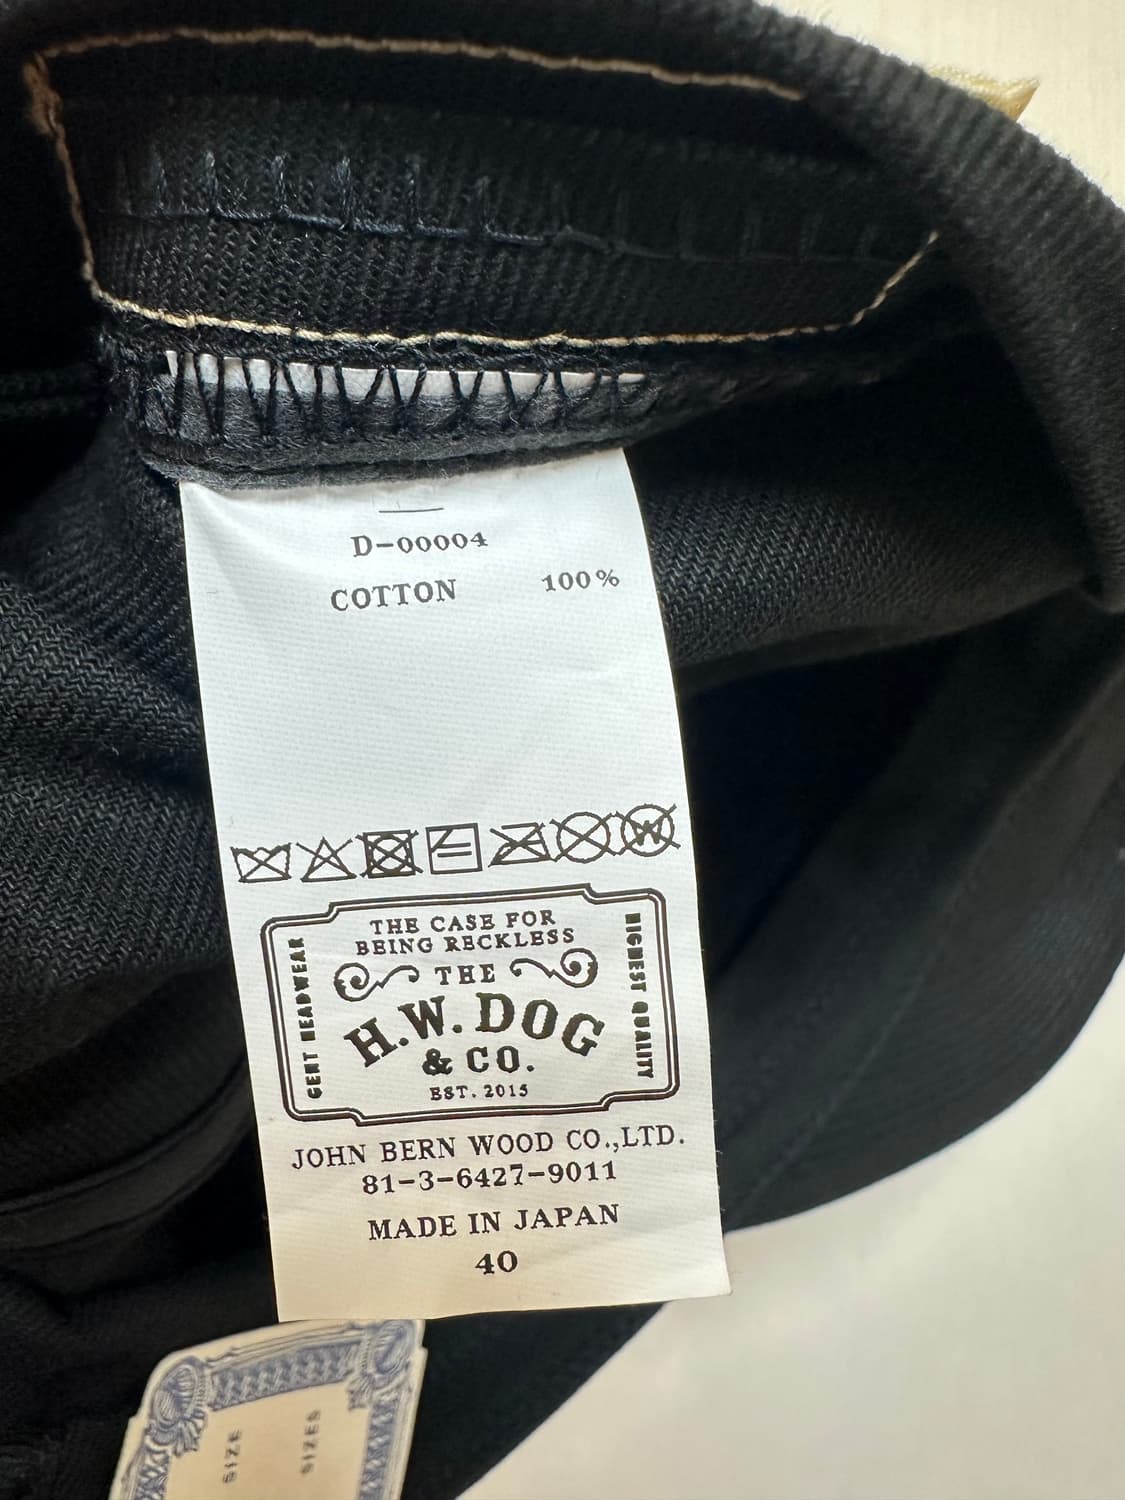 D-00004
COTTON 100%
THE CASE FOR
BEING RECKLESS
GENT HEADWEAR
HIGHEST QUALITY
THE
H.W. DOG
& CO.
EST. 2015
JOHN BERN WOOD CO.,LTD.
81-3-6427-9011
MADE IN JAPAN
40
SIZE
SIZES